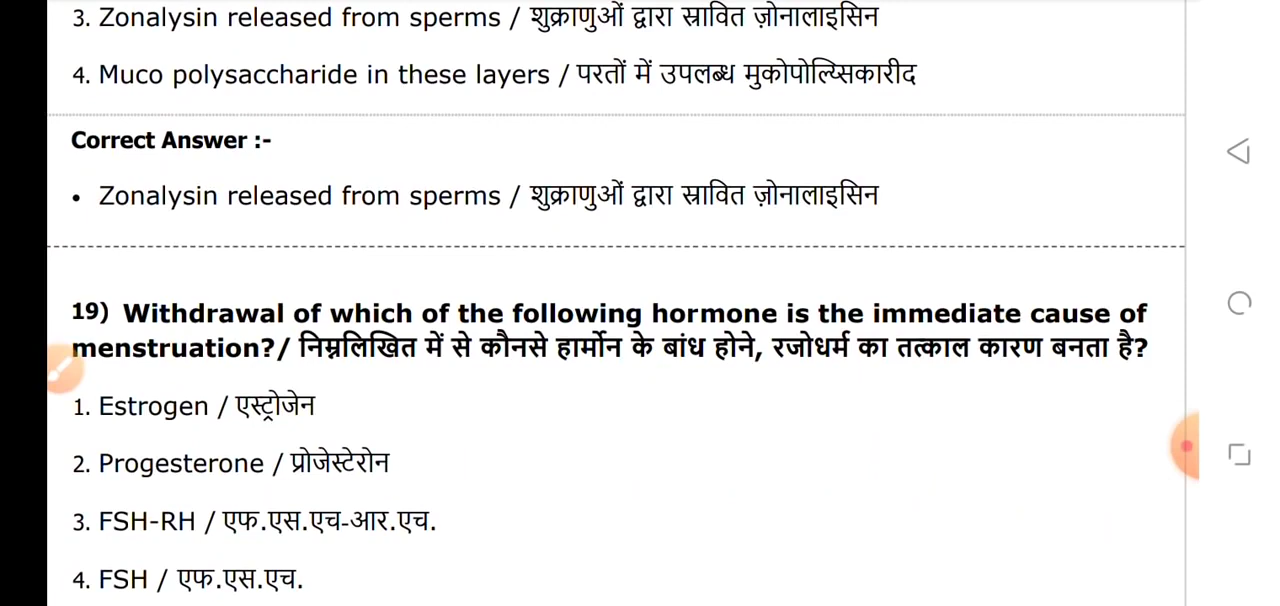 3. Zonalysin released from sperms / शुक्राणुओं द्वारा स्रावित ज़ोनालाइसिन
4. Muco polysaccharide in these layers / परतों में उपलब्ध मुकोपोल्य्सिकारीद
Correct Answer :-
• Zonalysin released from sperms / शुक्राणुओं द्वारा स्रावित ज़ोनालाइसिन
19) Withdrawal of which of the following hormone is the immediate cause of
menstruation?/ निम्नलिखित में से कौनसे हार्मोन के बांध होने, रजोधर्म का तत्काल कारण बनता है?
1. Estrogen / एस्ट्रोजेन
2. Progesterone / प्रोजेस्टेरोन
3. FSH-RH / एफ.एस.एच-आर.एच.
4. FSH / एफ.एस.एच.